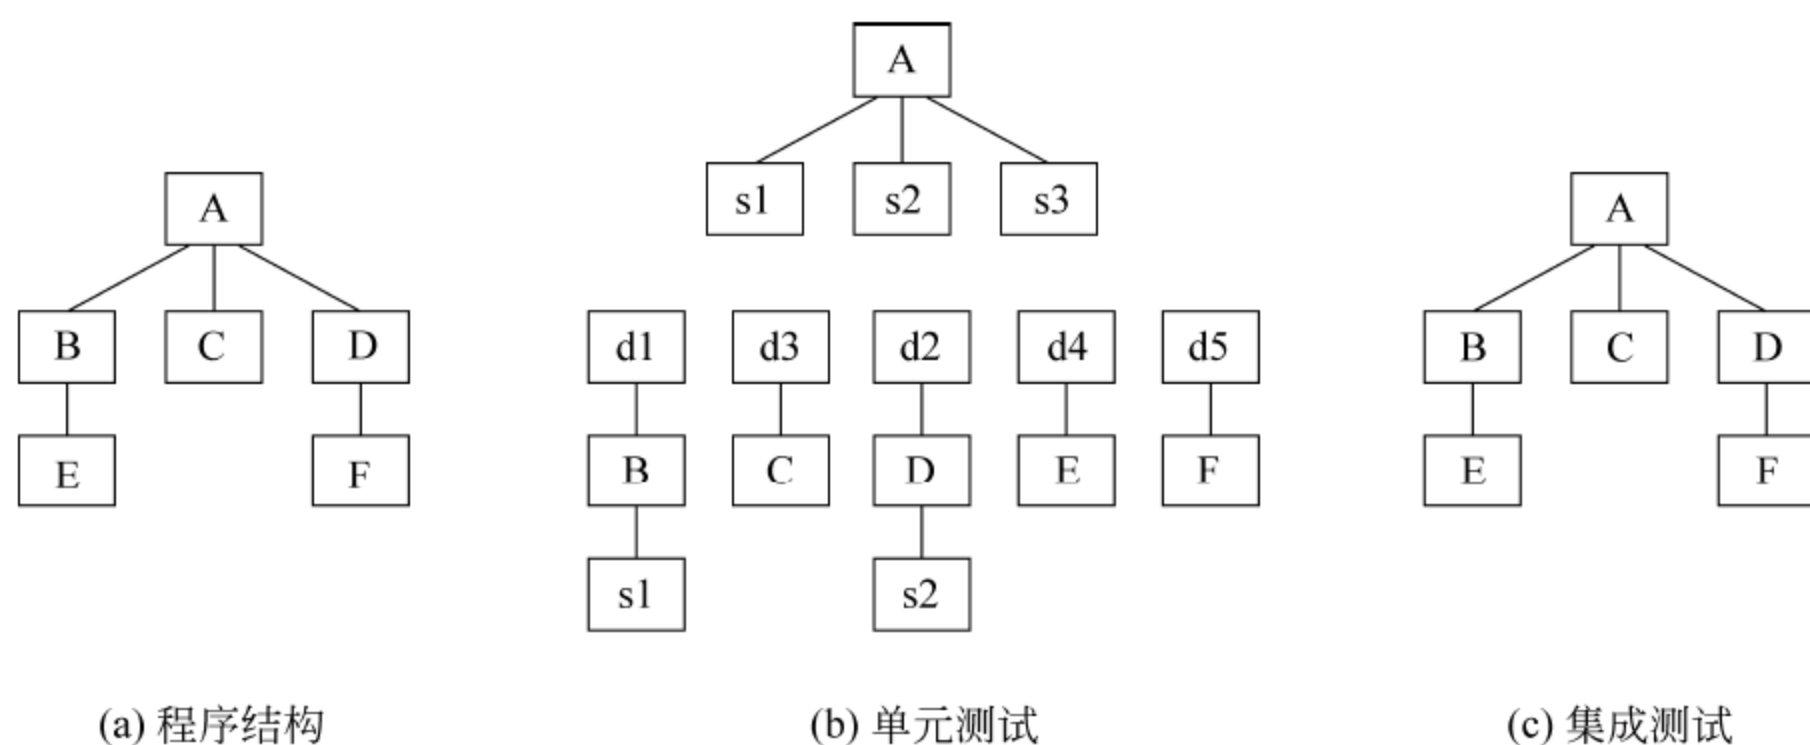 A
B C D
E F
(a) 程序结构
A
s1 s2 s3
d1 d3 d2 d4 d5
B C D E F
s1 s2
(b) 单元测试
A
B C D
E F
(c) 集成测试